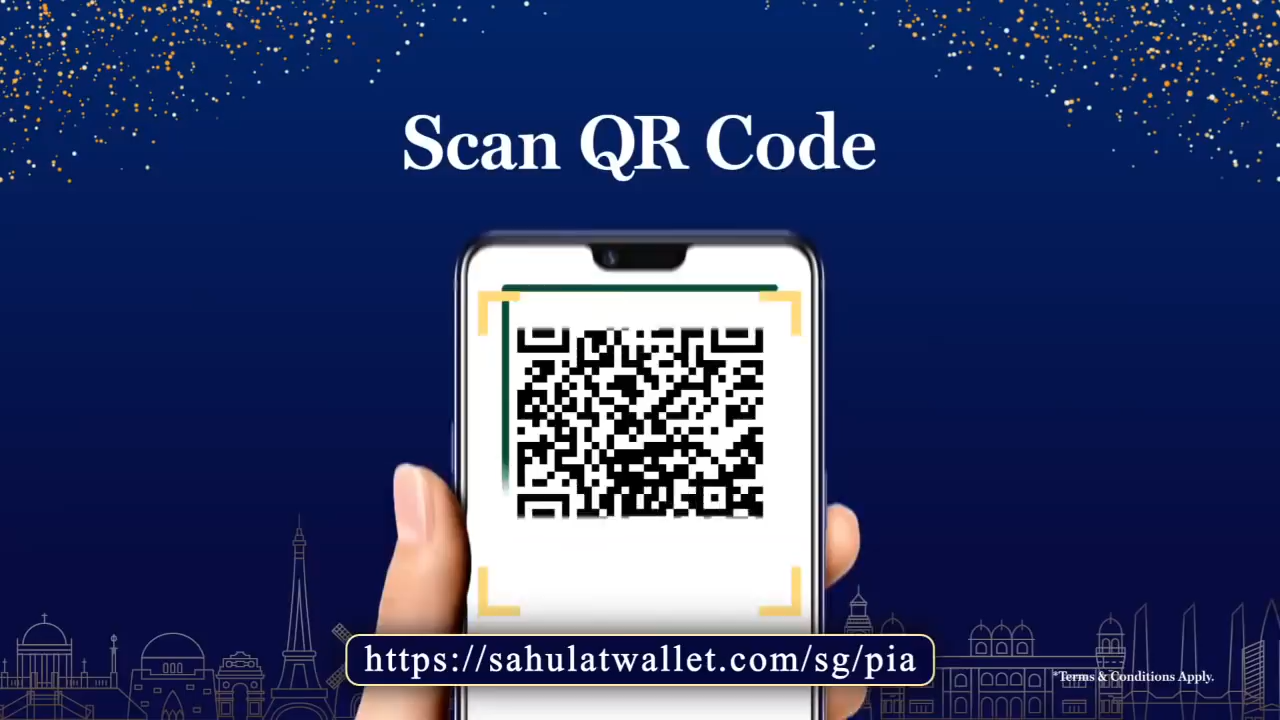 Scan QR Code
https://sahulatwallet.com/sg/pia
*Terms & Conditions Apply.